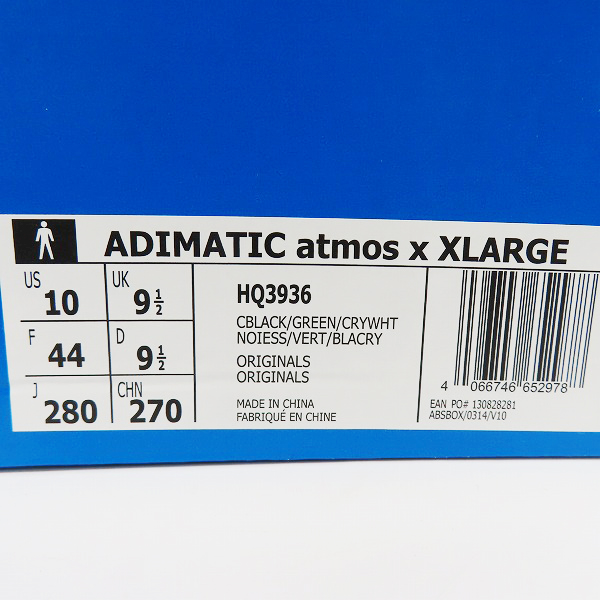 ADIMATIC atmos x XLARGE
US 10 UK 9 1/2
F 44 D 9 1/2
J 280 CHN 270
HQ3936
CBLACK/GREEN/CRYWHT
NOIESS/VERT/BLACRY
ORIGINALS
ORIGINALS
MADE IN CHINA
FABRIQUÉ EN CHINE
4 066746 652978
EAN PO# 130828281
ABSBOX/0314/V10